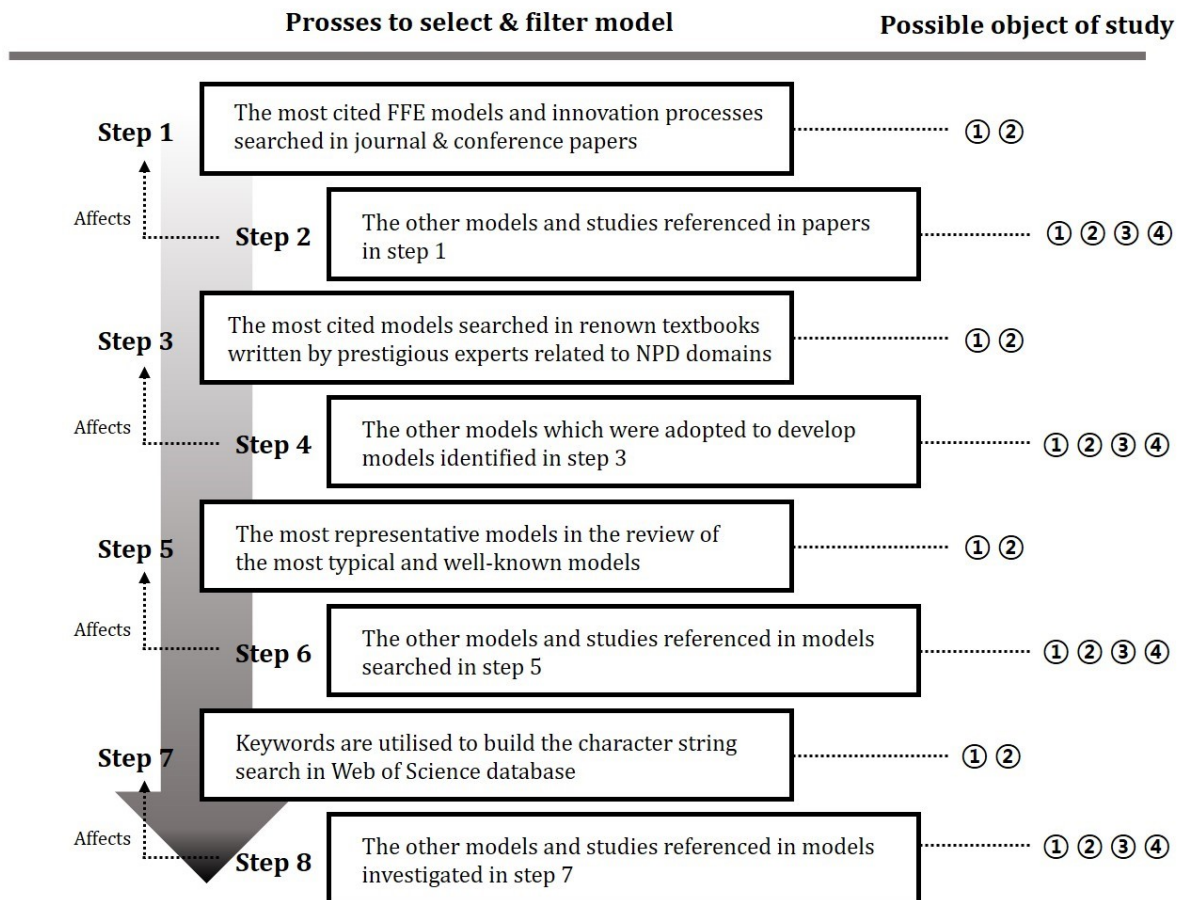 Prosses to select & filter model
Possible object of study
Step 1
The most cited FFE models and innovation processes
searched in journal & conference papers
① ②
Affects
Step 2
The other models and studies referenced in papers
in step 1
① ② ③ ④
Step 3
The most cited models searched in renown textbooks
written by prestigious experts related to NPD domains
① ②
Affects
Step 4
The other models which were adopted to develop
models identified in step 3
① ② ③ ④
Step 5
The most representative models in the review of
the most typical and well-known models
① ②
Affects
Step 6
The other models and studies referenced in models
searched in step 5
① ② ③ ④
Step 7
Keywords are utilised to build the character string
search in Web of Science database
① ②
Affects
Step 8
The other models and studies referenced in models
investigated in step 7
① ② ③ ④